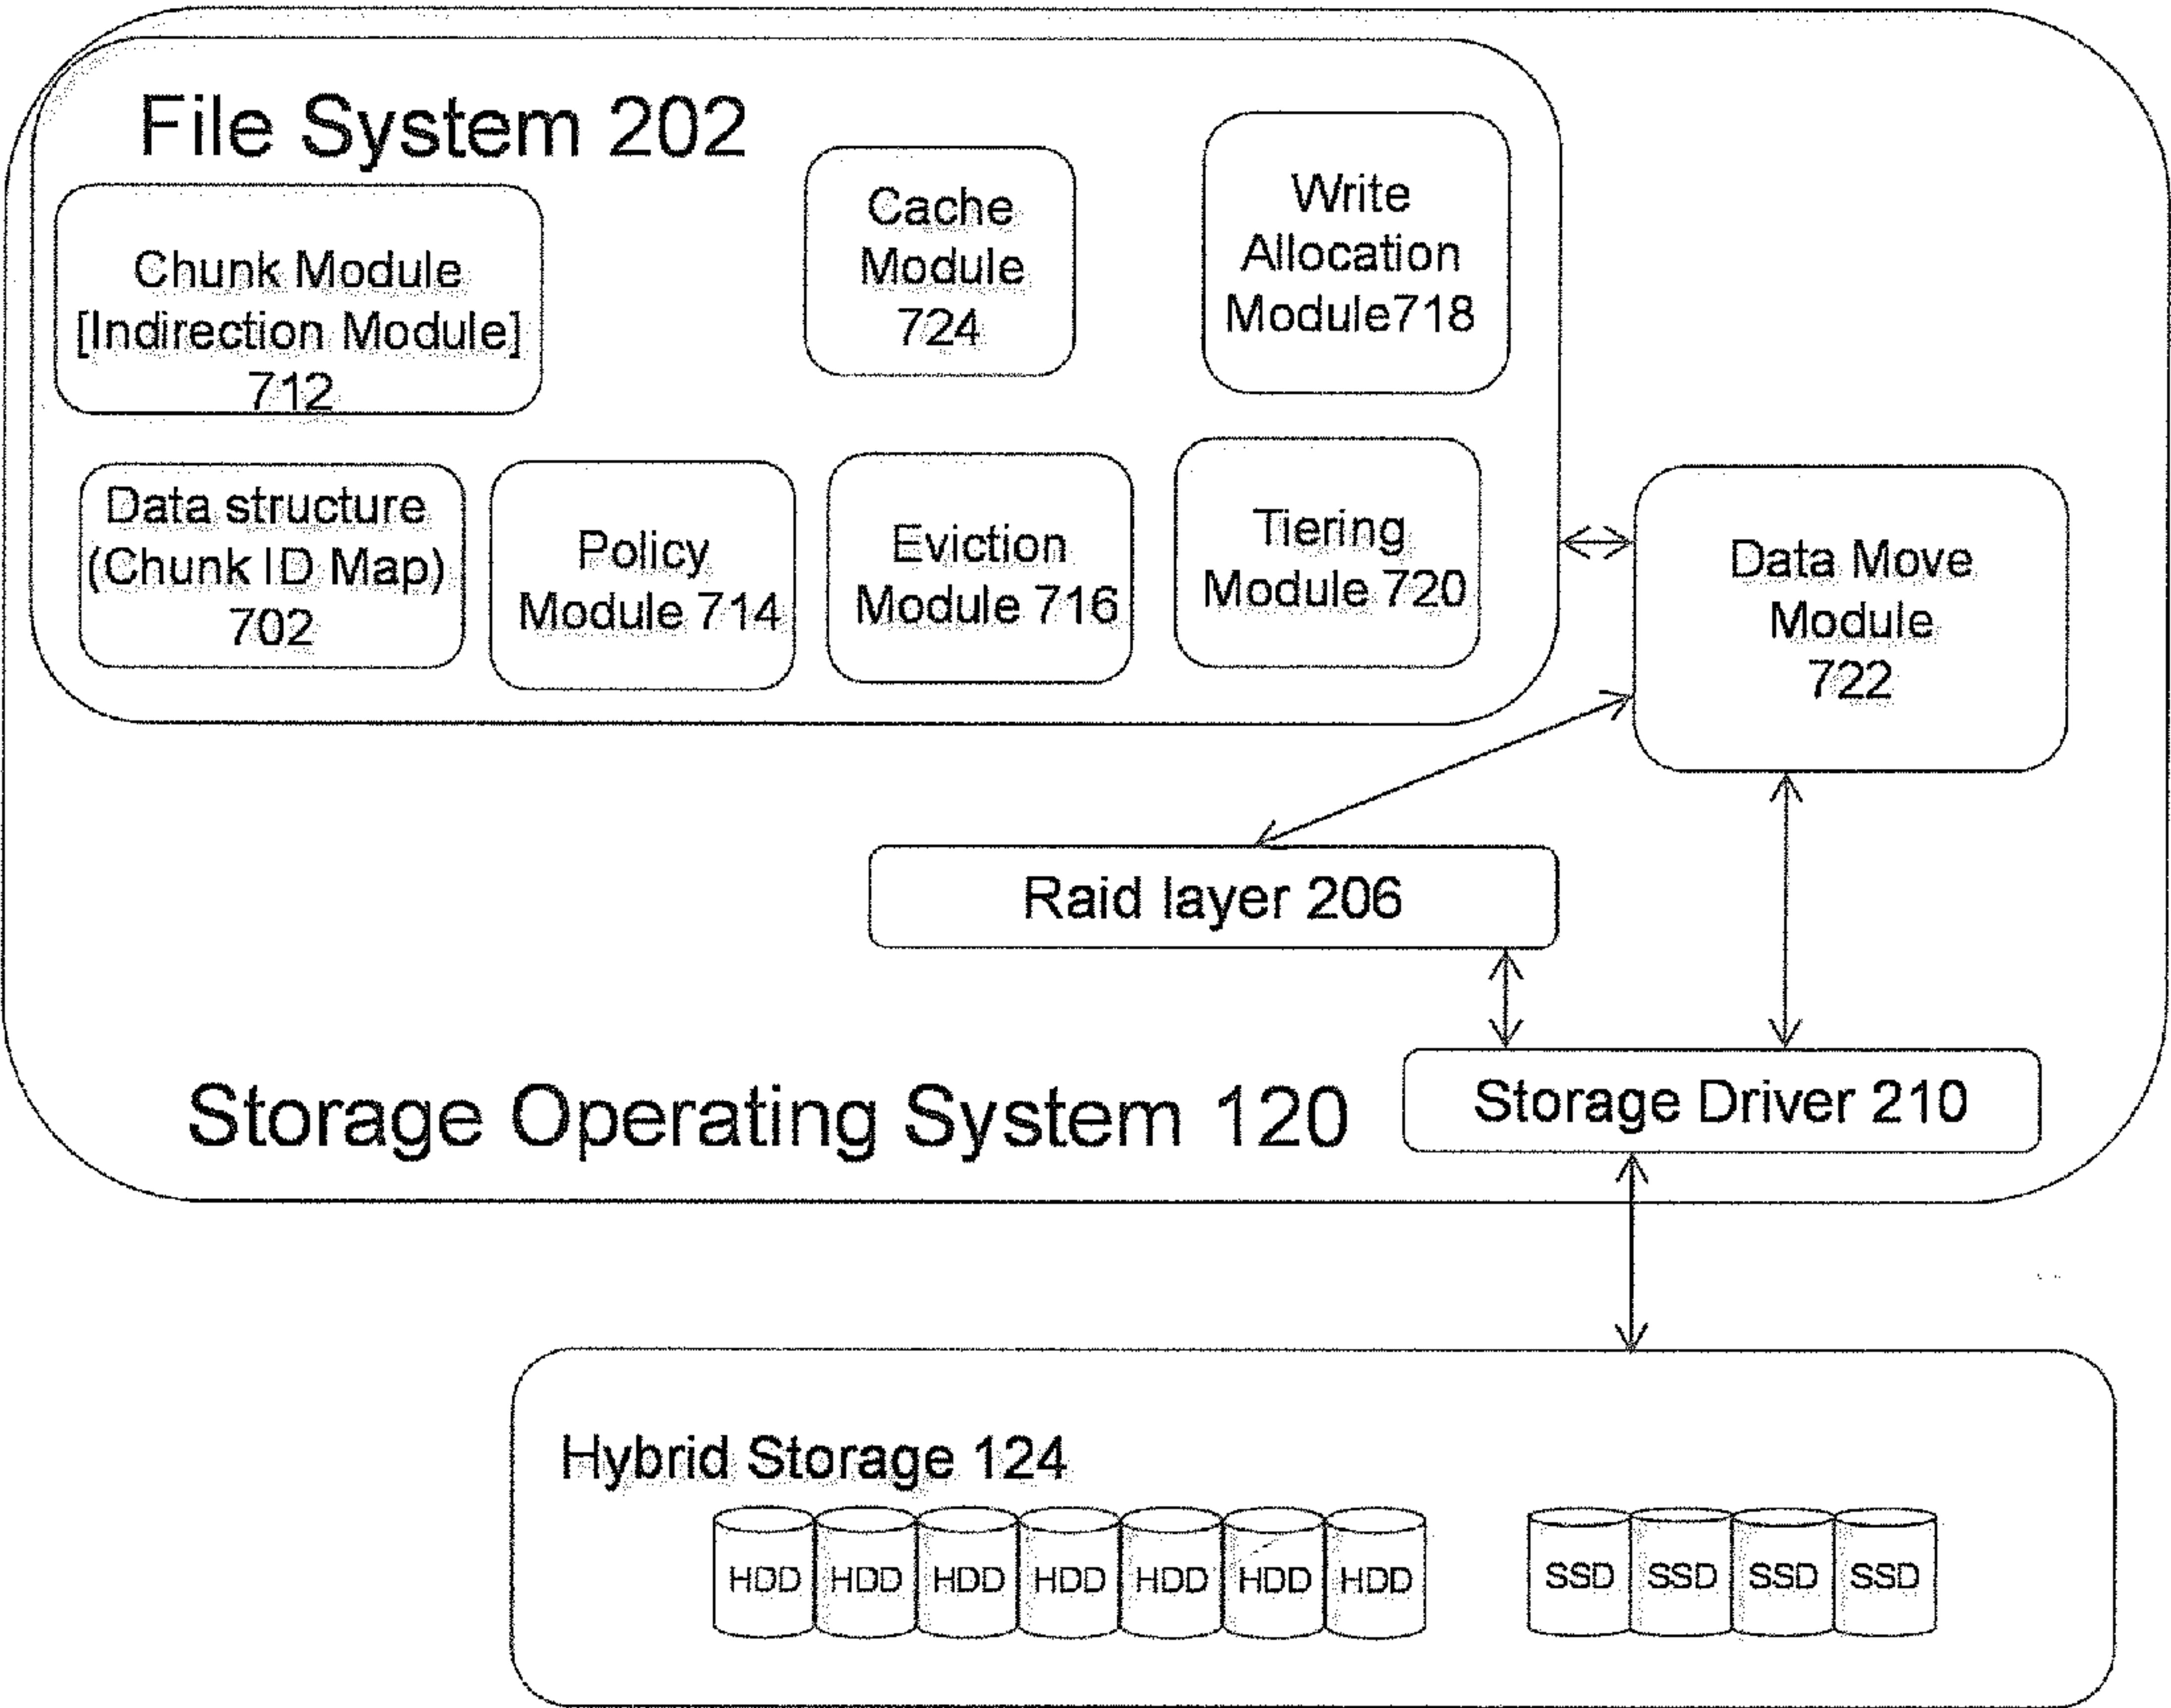 File System 202
Chunk Module
[Indirection Module]
712
Cache
Module
724
Write
Allocation
Module718
Data structure
(Chunk ID Map)
702
Policy
Module 714
Eviction
Module 716
Tiering
Module 720
Data Move
Module
722
Raid layer 206
Storage Operating System 120
Storage Driver 210
Hybrid Storage 124
HDD HDD HDD HDD HDD HDD HDD
SSD SSD SSD SSD